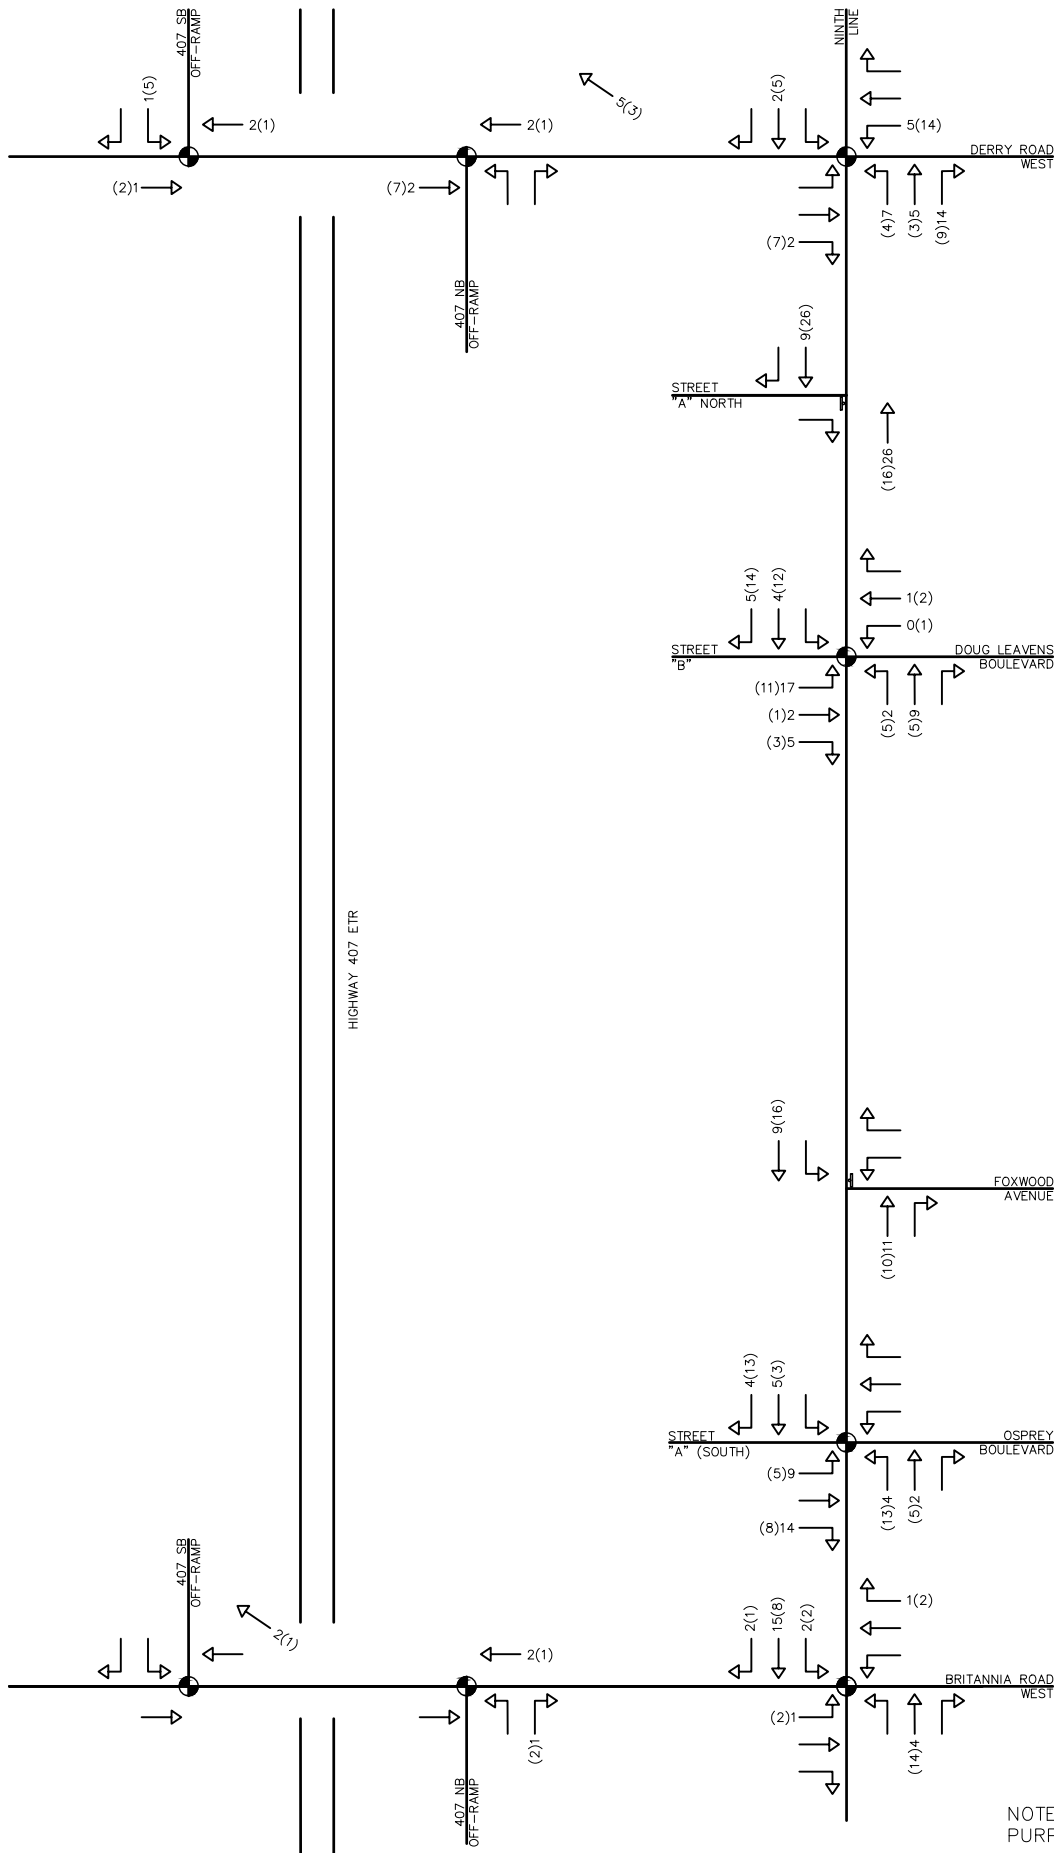 407 SB
OFF-RAMP
NINTH
LINE
1(5)
2(1)
2(1)
5(3)
2(5)
5(14)
DERRY ROAD
WEST
(2)1
(7)2
(7)2
(4)7
(3)5
(9)14
407 NB
OFF-RAMP
9(26)
STREET
"A" NORTH
(16)26
5(14)
4(12)
1(2)
0(1)
STREET
"B"
DOUG LEAVENS
BOULEVARD
(11)17
(1)2
(3)5
(5)2
(5)9
HIGHWAY 407 ETR
9(16)
FOXWOOD
AVENUE
(10)11
4(13)
5(3)
STREET
"A" (SOUTH)
OSPREY
BOULEVARD
(5)9
(8)14
(13)4
(5)2
407 SB
OFF-RAMP
2(1)
2(1)
2(1)
15(8)
2(2)
1(2)
BRITANNIA ROAD
WEST
(2)1
(2)1
(14)4
407 NB
OFF-RAMP
NOTE